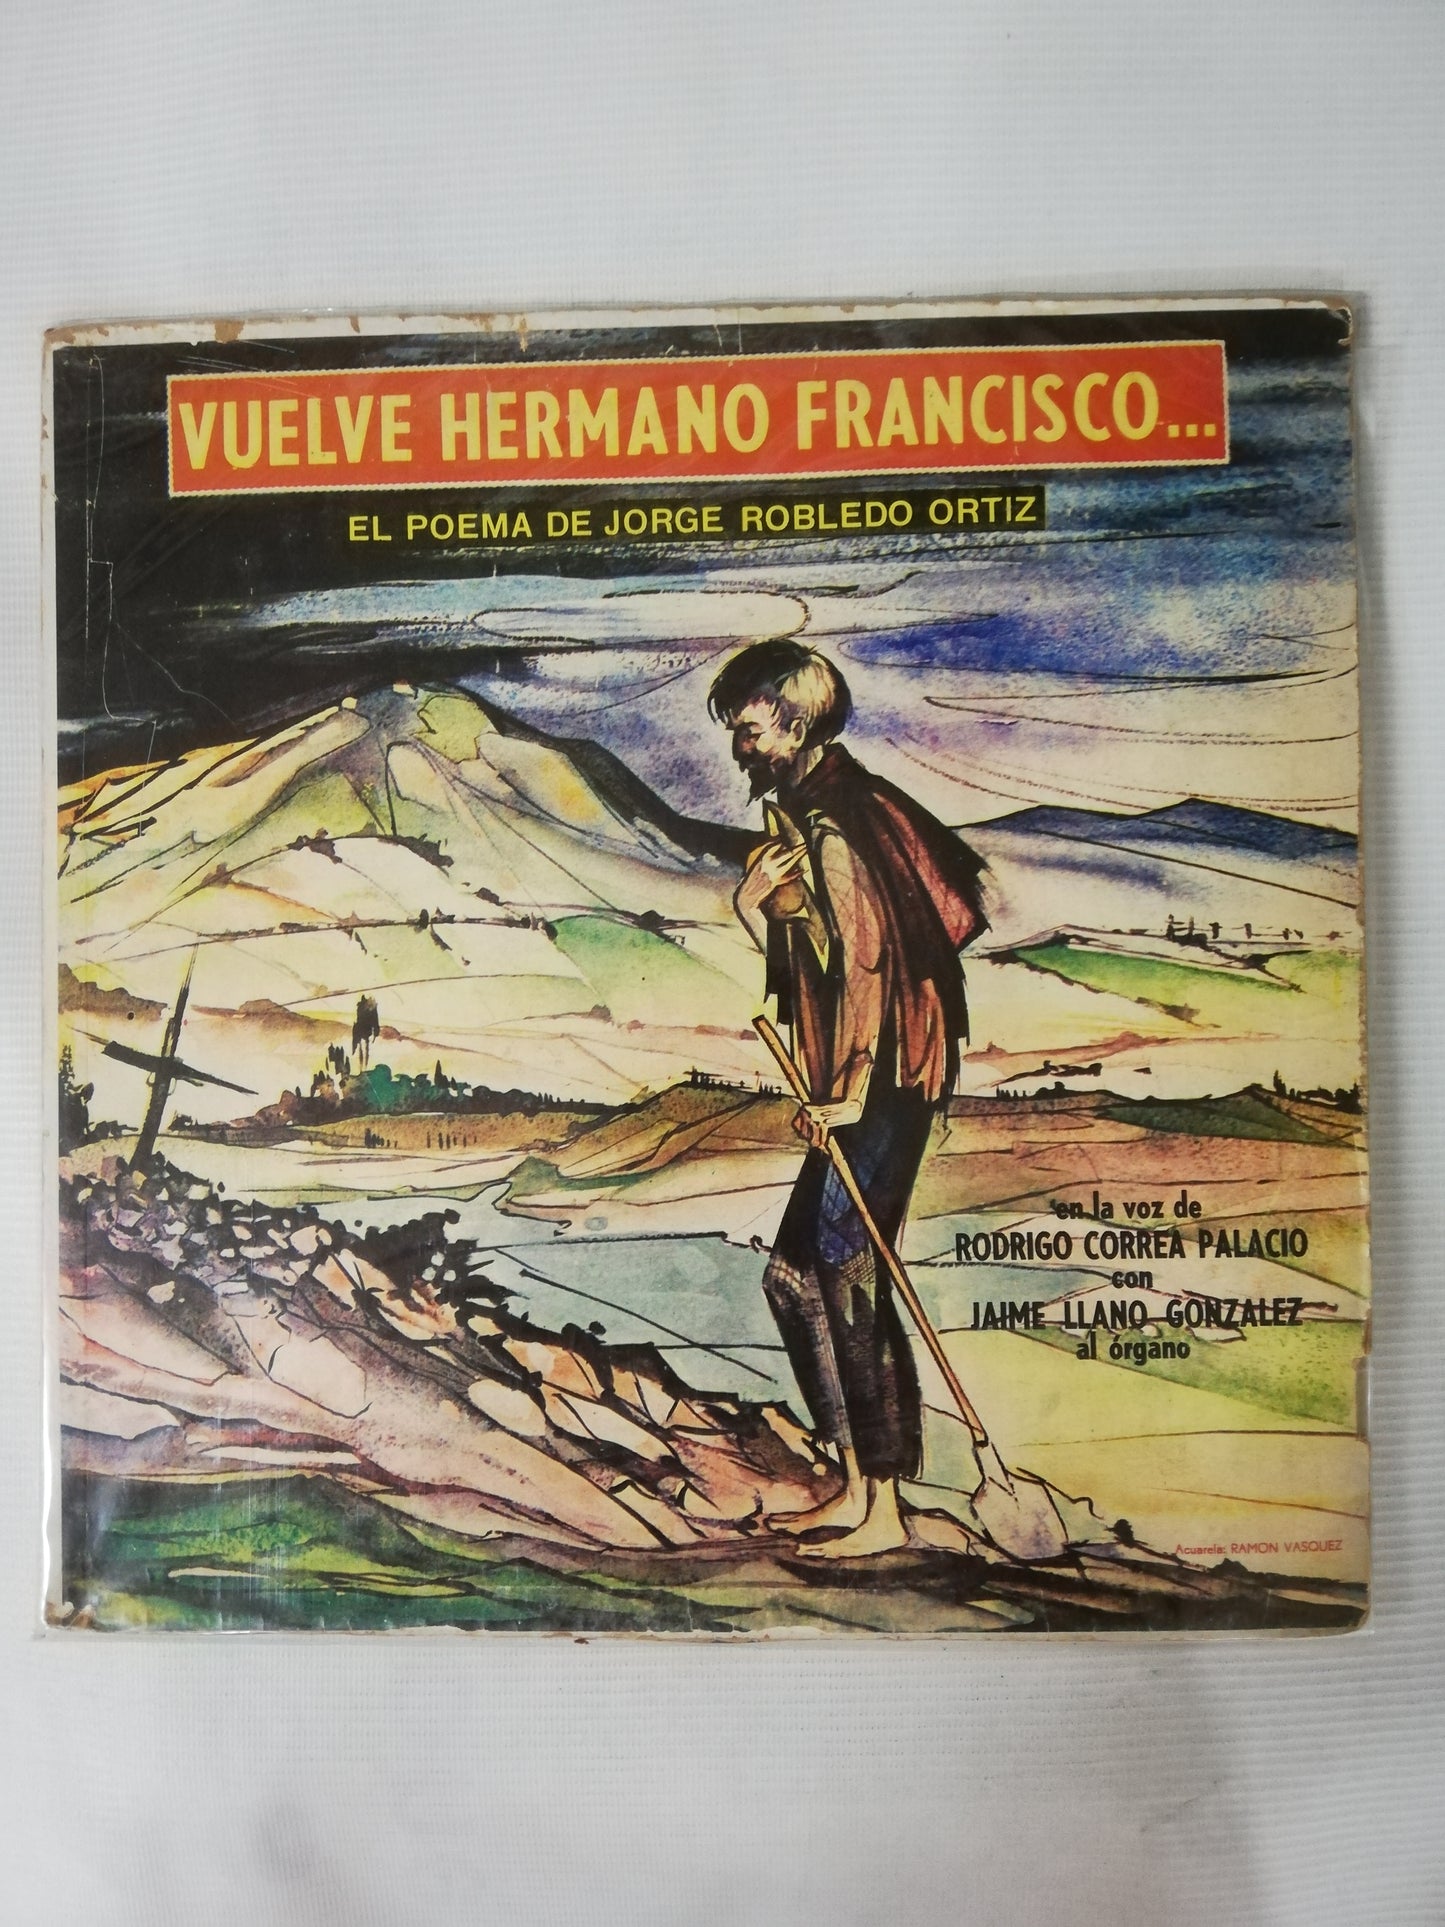 VUELVE HERMANO FRANCISCO...
EL POEMA DE JORGE ROBLEDO ORTIZ
en la voz de
RODRIGO CORREA PALACIO
con
JAIME LLANO GONZALEZ
al órgano
Acuarela: RAMON VASQUEZ